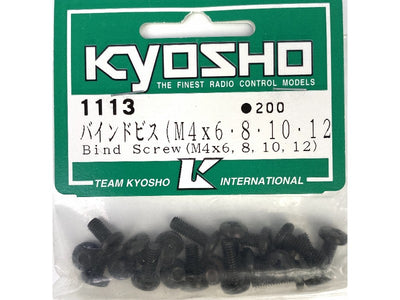 KYOSHO
THE FINEST RADIO CONTROL MODELS
1113 ●200
バインドビス(M4x6・8・10・12
Bind Screw(M4x6, 8, 10, 12)
TEAM KYOSHO K INTERNATIONAL